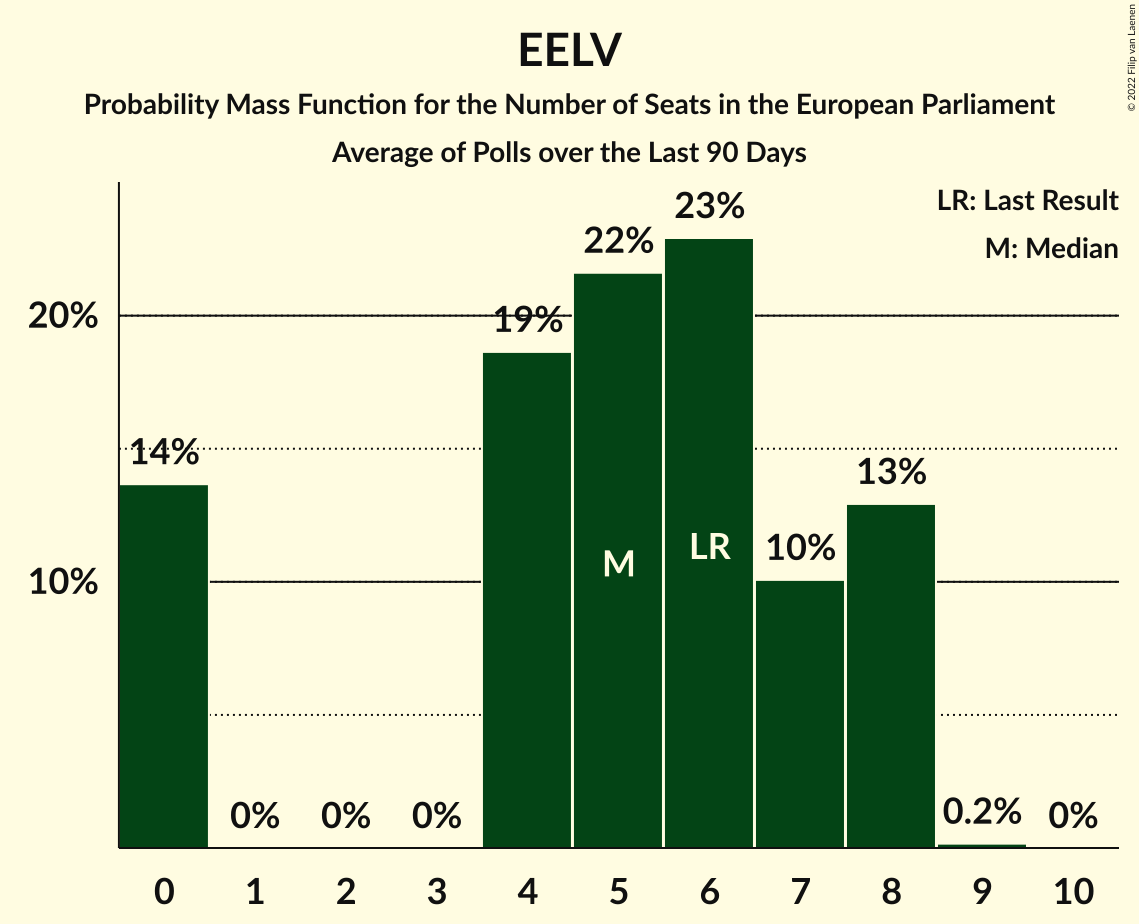 EELV
Probability Mass Function for the Number of Seats in the European Parliament
Average of Polls over the Last 90 Days
© 2022 Filip van Laenen
LR: Last Result
M: Median
20%
10%
14%
0%
0%
0%
19%
22%
23%
10%
13%
0.2%
0%
M
LR
0 1 2 3 4 5 6 7 8 9 10